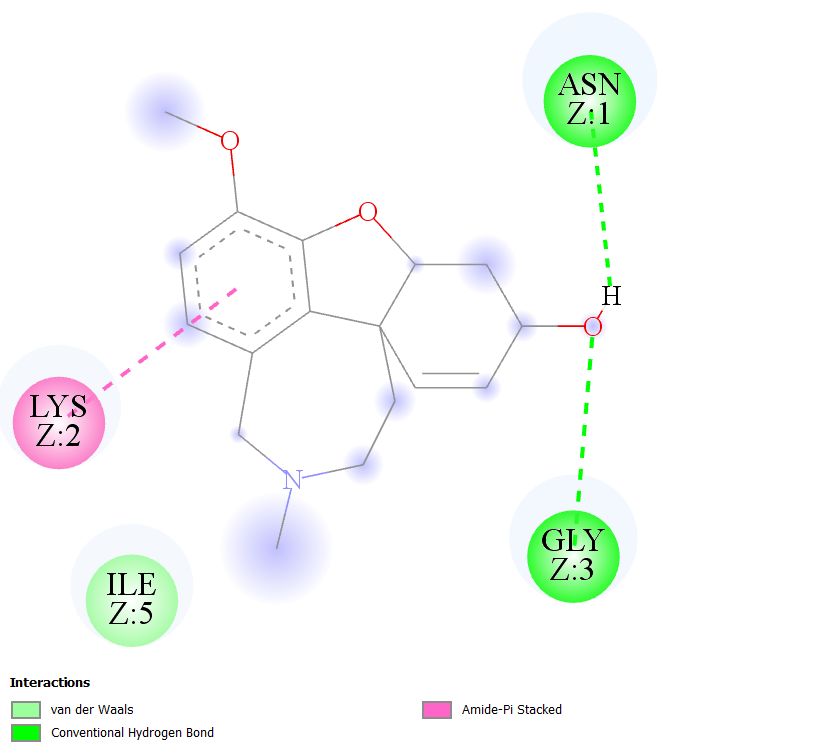 ASN
Z:1
O
O
H
O
LYS
Z:2
N
GLY
Z:3
ILE
Z:5
Interactions
van der Waals
Amide-Pi Stacked
Conventional Hydrogen Bond